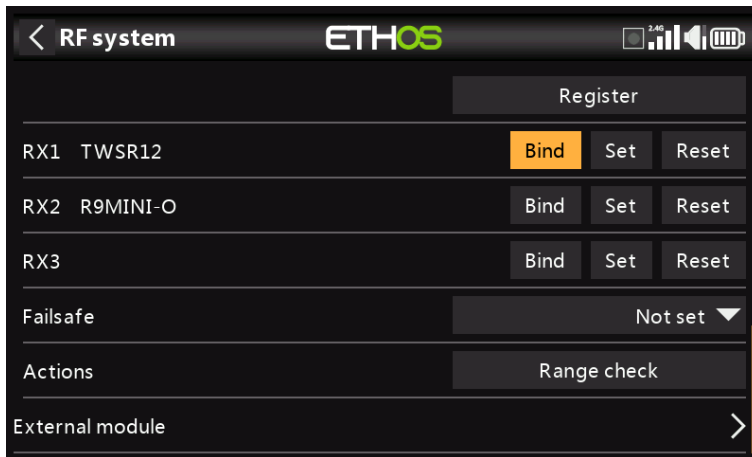 RF system ETHOS 2.4G
Register
RX1 TWSR12 Bind Set Reset
RX2 R9MINI-O Bind Set Reset
RX3 Bind Set Reset
Failsafe Not set
Actions Range check
External module